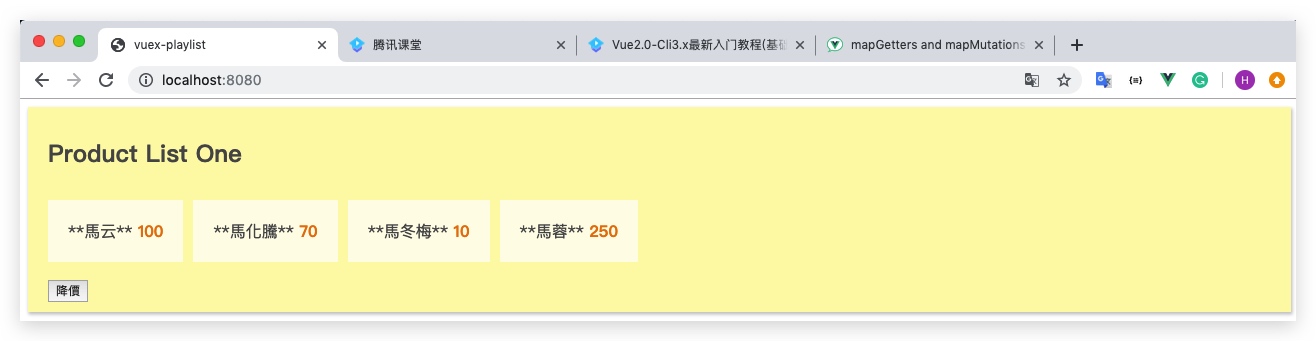 vuex-playlist
腾讯课堂
Vue2.0-Cli3.x最新入门教程(基础
mapGetters and mapMutations
localhost:8080
H
Product List One
**馬云** 100 **馬化騰** 70 **馬冬梅** 10 **馬蓉** 250
降價